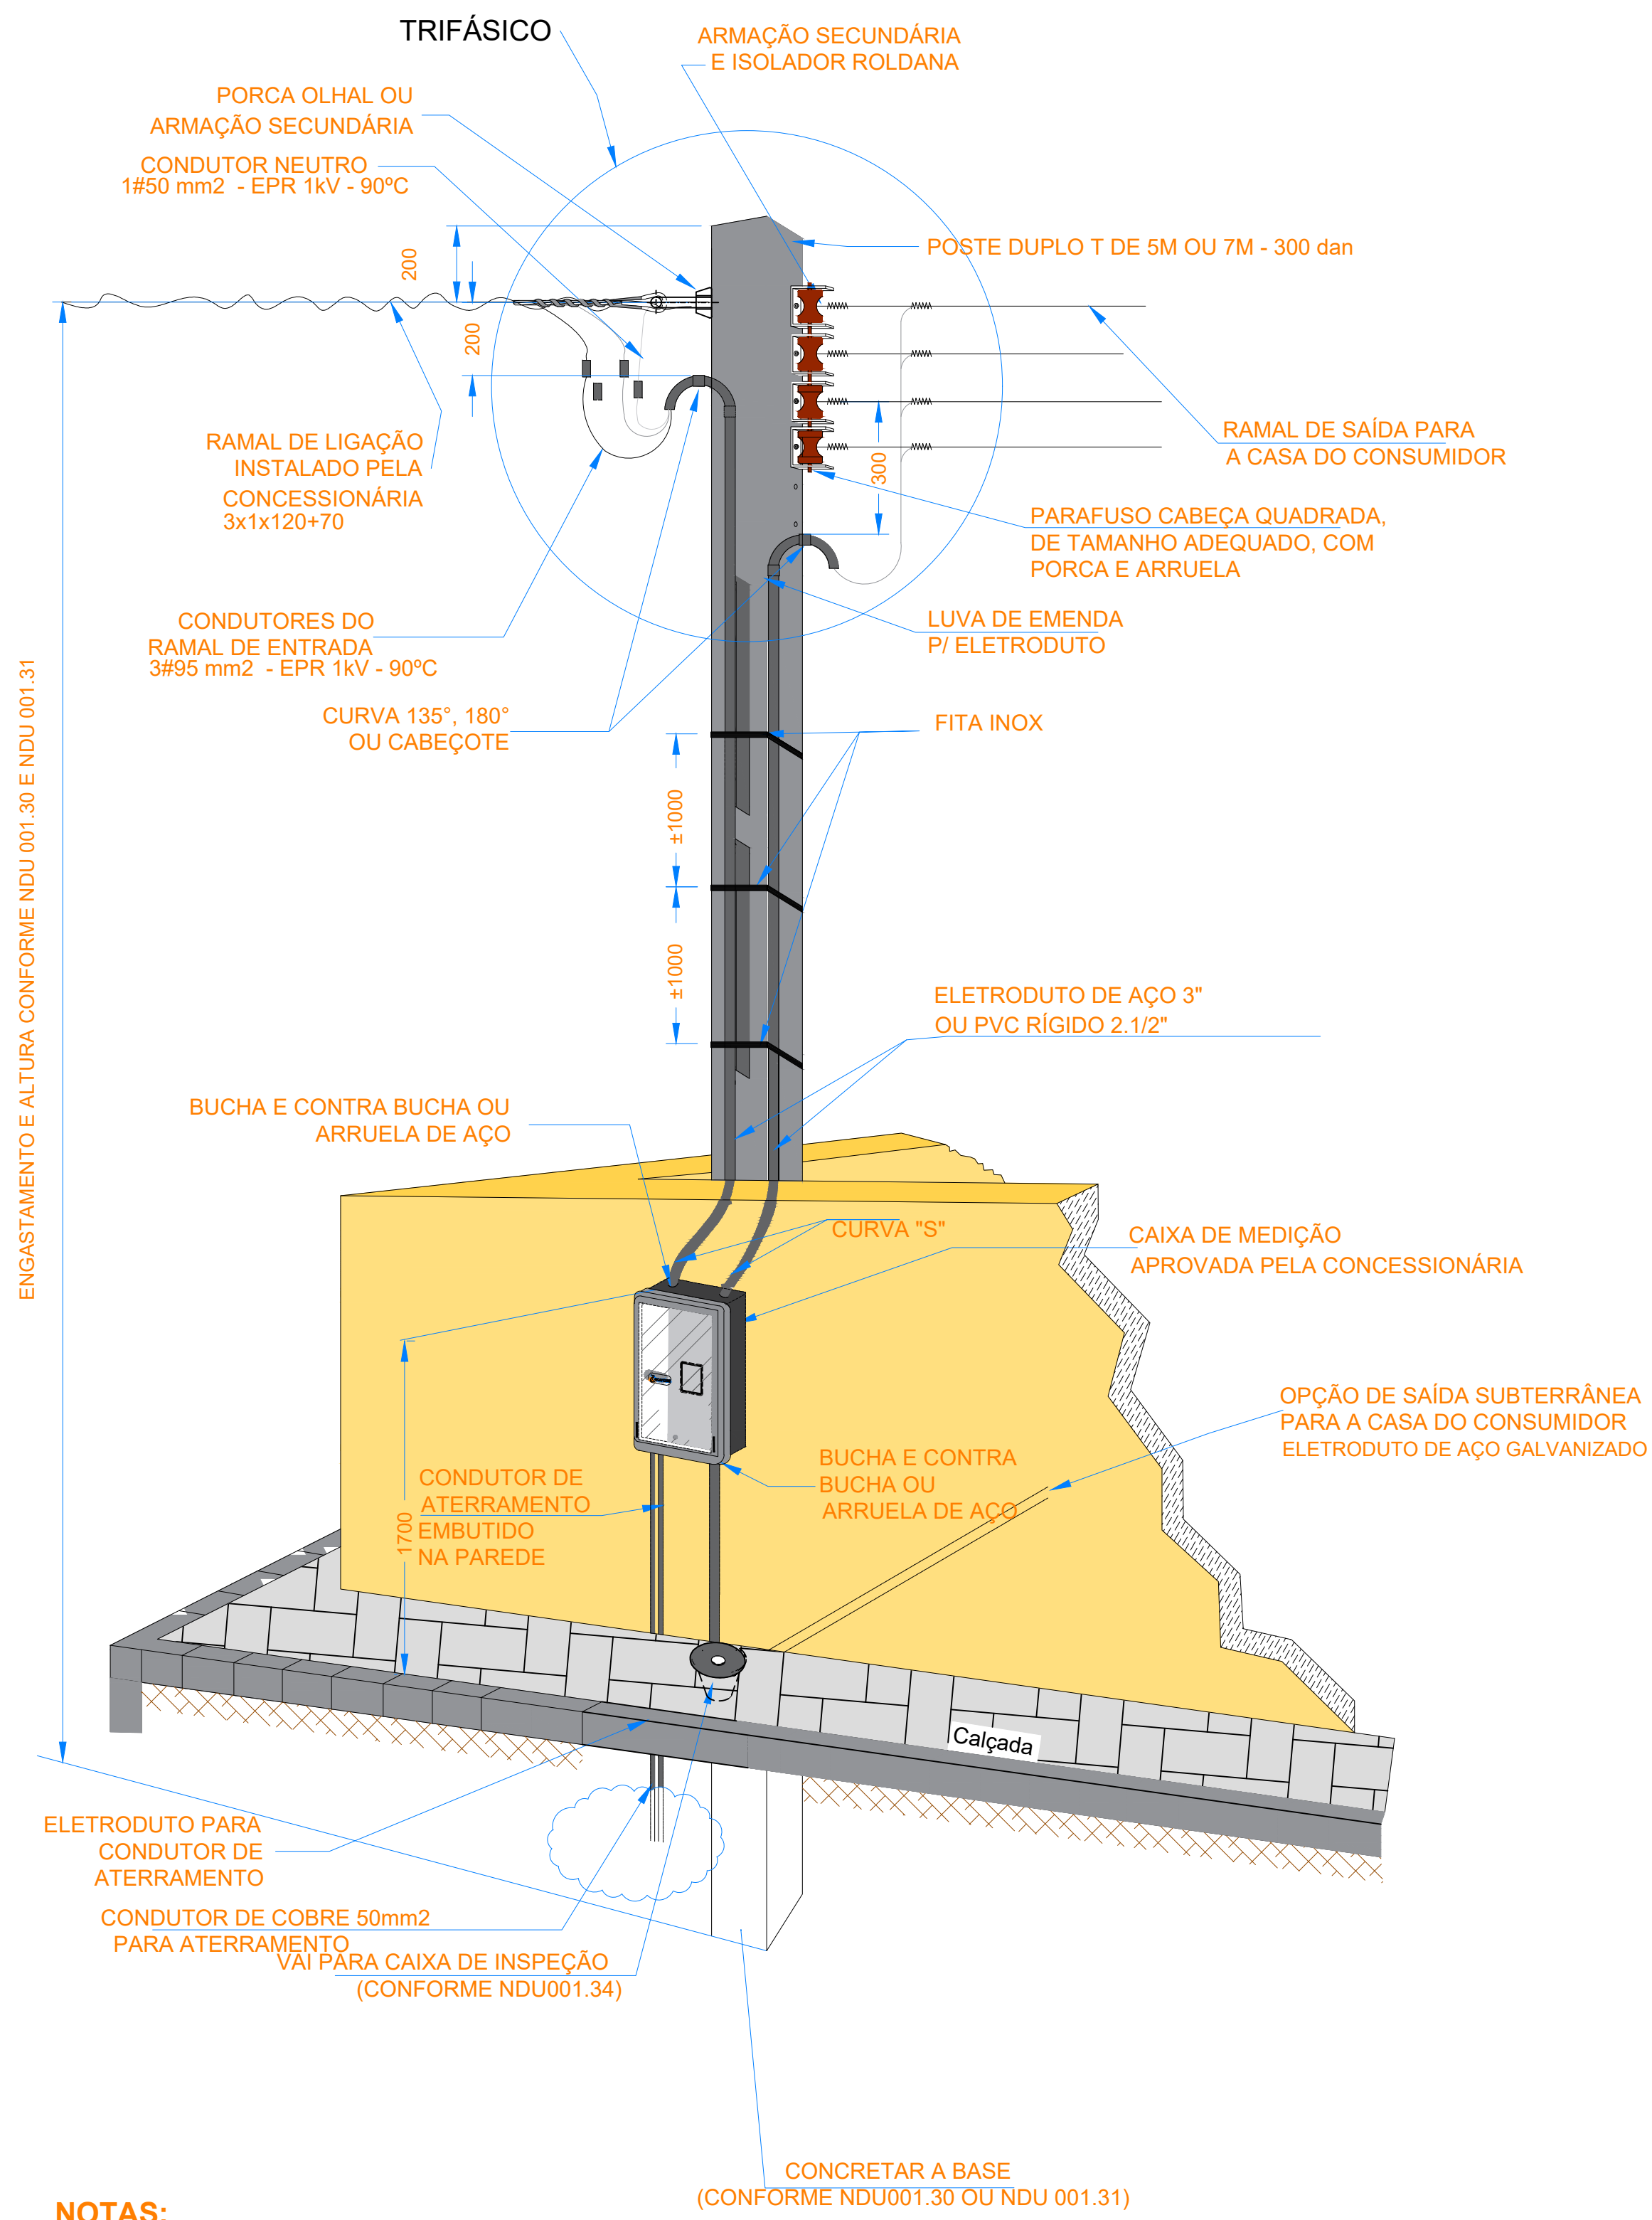 TRIFÁSICO
ARMAÇÃO SECUNDÁRIA
E ISOLADOR ROLDANA
PORCA OLHAL OU
ARMAÇÃO SECUNDÁRIA
CONDUTOR NEUTRO
1#50 mm2 - EPR 1kV - 90ºC
POSTE DUPLO T DE 5M OU 7M - 300 dan
200
200
RAMAL DE LIGAÇÃO
INSTALADO PELA
CONCESSIONÁRIA
3x1x120+70
RAMAL DE SAÍDA PARA
A CASA DO CONSUMIDOR
300
PARAFUSO CABEÇA QUADRADA,
DE TAMANHO ADEQUADO, COM
PORCA E ARRUELA
CONDUTORES DO
RAMAL DE ENTRADA
3#95 mm2 - EPR 1kV - 90ºC
LUVA DE EMENDA
P/ ELETRODUTO
CURVA 135°, 180°
OU CABEÇOTE
FITA INOX
±1000
±1000
ENGASTAMENTO E ALTURA CONFORME NDU 001.30 E NDU 001.31
ELETRODUTO DE AÇO 3"
OU PVC RÍGIDO 2.1/2"
BUCHA E CONTRA BUCHA OU
ARRUELA DE AÇO
CURVA "S"
CAIXA DE MEDIÇÃO
APROVADA PELA CONCESSIONÁRIA
OPÇÃO DE SAÍDA SUBTERRÂNEA
PARA A CASA DO CONSUMIDOR
ELETRODUTO DE AÇO GALVANIZADO
BUCHA E CONTRA
BUCHA OU
ARRUELA DE AÇO
CONDUTOR DE
ATERRAMENTO
EMBUTIDO
NA PAREDE
1700
Calçada
ELETRODUTO PARA
CONDUTOR DE
ATERRAMENTO
CONDUTOR DE COBRE 50mm2
PARA ATERRAMENTO
VAI PARA CAIXA DE INSPEÇÃO
(CONFORME NDU001.34)
CONCRETAR A BASE
(CONFORME NDU001.30 OU NDU 001.31)
NOTAS: